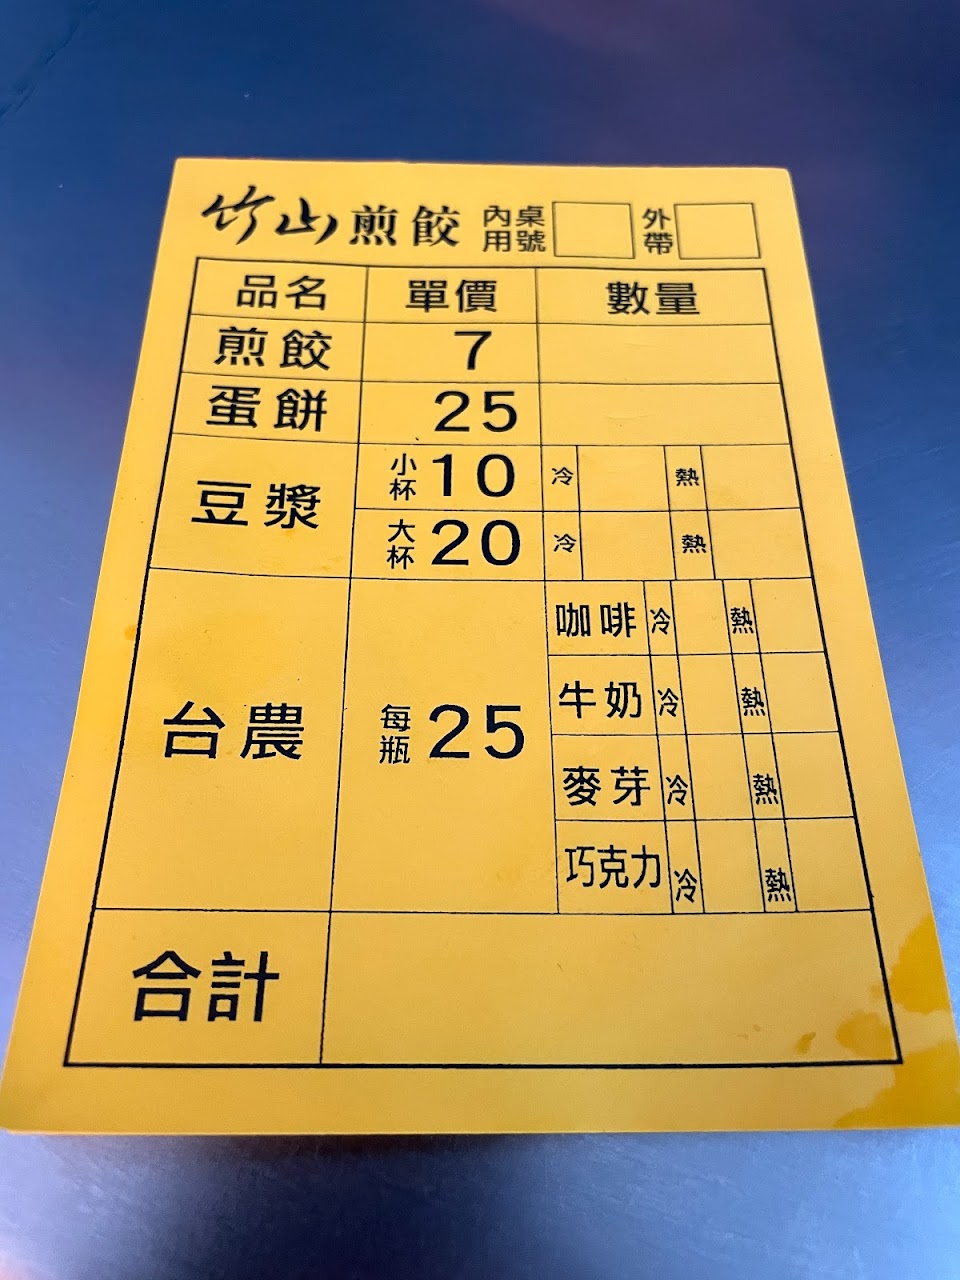 竹山煎餃 內用 桌號 外帶
品名 單價 數量
煎餃 7
蛋餅 25
豆漿 小杯 10 冷 熱
大杯 20 冷 熱
台農 每瓶 25 咖啡 冷 熱
牛奶 冷 熱
麥芽 冷 熱
巧克力 冷 熱
合計